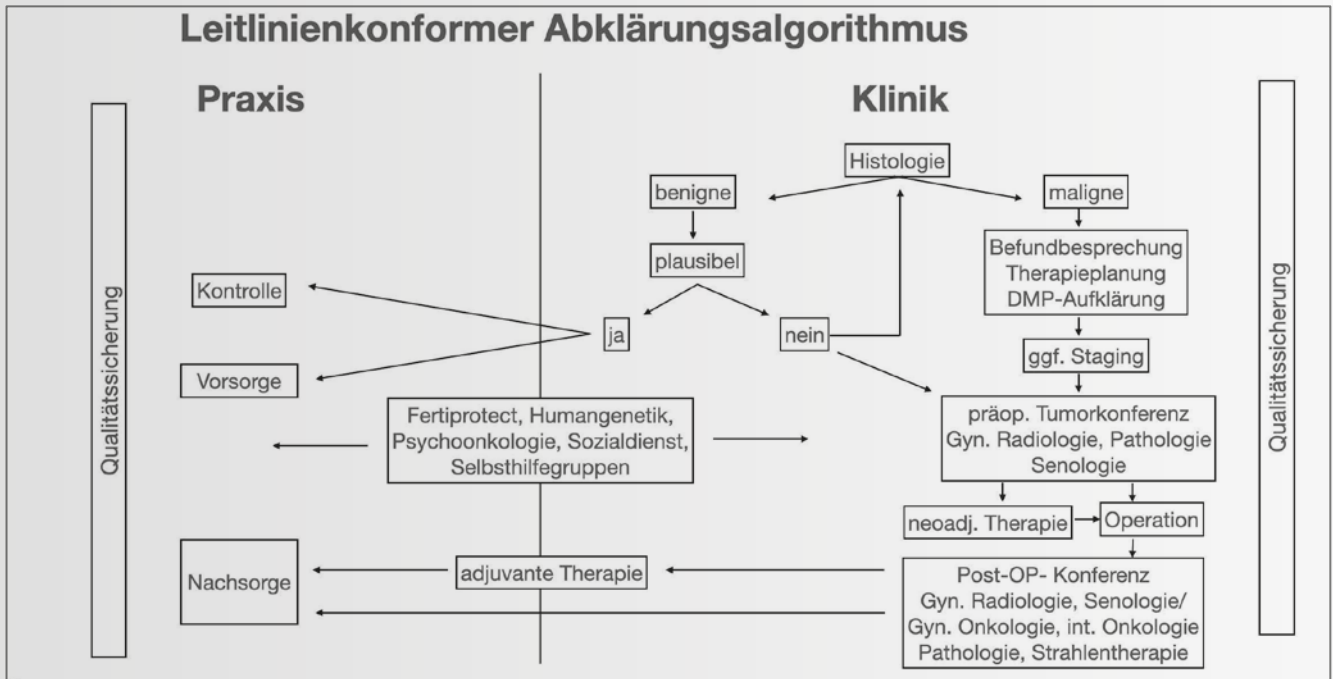 Leitlinienkonformer Abklärungsalgorithmus
Praxis
Klinik
Qualitätssicherung
Histologie
benigne
maligne
plausibel
Befundbesprechung
Therapieplanung
DMP-Aufklärung
Kontrolle
ja
nein
ggf. Staging
Vorsorge
Fertiprotect, Humangenetik,
Psychoonkologie, Sozialdienst,
Selbsthilfegruppen
präop. Tumorkonferenz
Gyn. Radiologie, Pathologie
Senologie
neoadj. Therapie
Operation
Nachsorge
adjuvante Therapie
Post-OP- Konferenz
Gyn. Radiologie, Senologie/
Gyn. Onkologie, int. Onkologie
Pathologie, Strahlentherapie
Qualitätssicherung